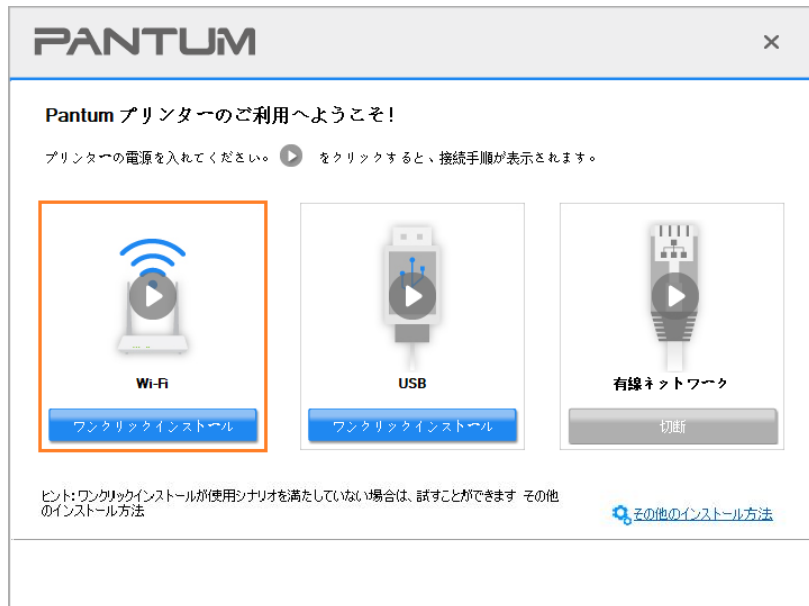 PANTUM
Pantum プリンターのご利用へようこそ!
プリンターの電源を入れてください。 をクリックすると、接続手順が表示されます。
Wi-Fi
USB
有線ネットワーク
ワンクリックインストール
ワンクリックインストール
切断
ヒント:ワンクリックインストールが使用シナリオを満たしていない場合は、試すことができます その他
のインストール方法
その他のインストール方法